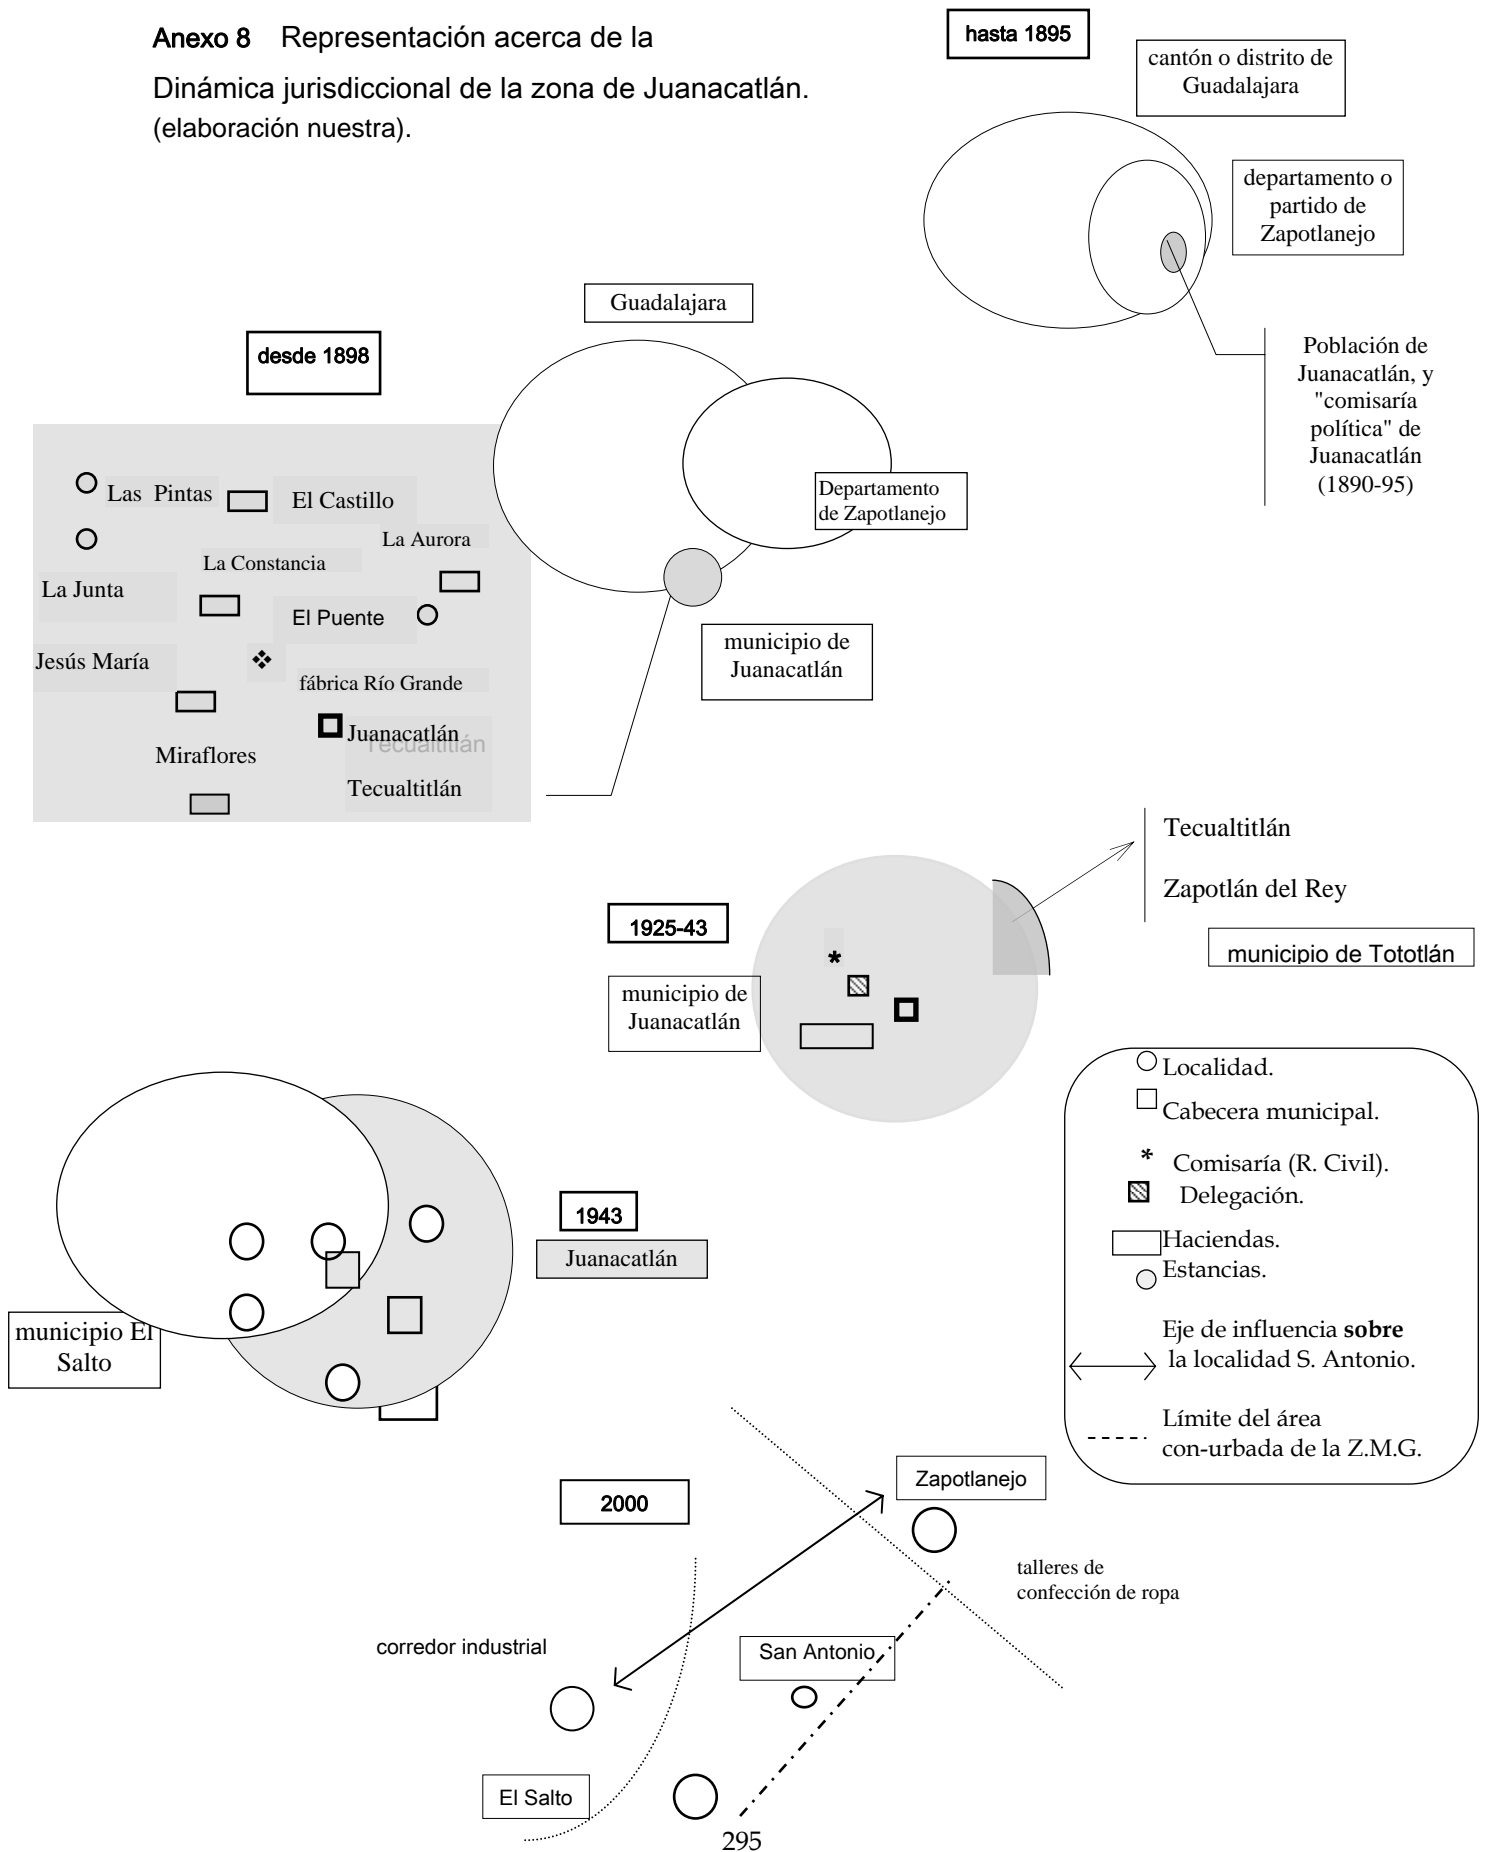 Anexo 8 Representación acerca de la
Dinámica jurisdiccional de la zona de Juanacatlán.
(elaboración nuestra).
hasta 1895
cantón o distrito de
Guadalajara
departamento o
partido de
Zapotlanejo
Población de
Juanacatlán, y
"comisaría
política" de
Juanacatlán
(1890-95)
desde 1898
Guadalajara
Departamento
de Zapotlanejo
municipio de
Juanacatlán
Las Pintas
El Castillo
La Aurora
La Constancia
La Junta
El Puente
Jesús María
fábrica Río Grande
Juanacatlán
Tecualtitlán
Miraflores
Tecualtitlán
1925-43
municipio de
Juanacatlán
Tecualtitlán
Zapotlán del Rey
municipio de Tototlán
Localidad.
Cabecera municipal.
* Comisaría (R. Civil).
Delegación.
Haciendas.
Estancias.
Eje de influencia sobre
la localidad S. Antonio.
Límite del área
con-urbada de la Z.M.G.
1943
Juanacatlán
municipio El
Salto
2000
Zapotlanejo
talleres de
confección de ropa
corredor industrial
San Antonio
El Salto
295